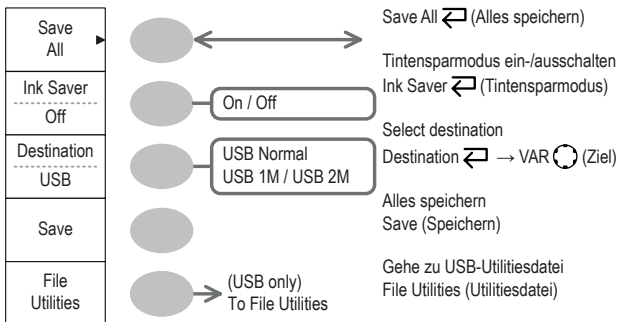 Save
All
Save All (Alles speichern)
Tintensparmodus ein-/ausschalten
Ink Saver
Off
On / Off
Ink Saver (Tintensparmodus)
Select destination
Destination
USB
USB Normal
USB 1M / USB 2M
Destination → VAR (Ziel)
Alles speichern
Save
Save (Speichern)
Gehe zu USB-Utilitiesdatei
File
Utilities
(USB only)
To File Utilities
File Utilities (Utilitiesdatei)